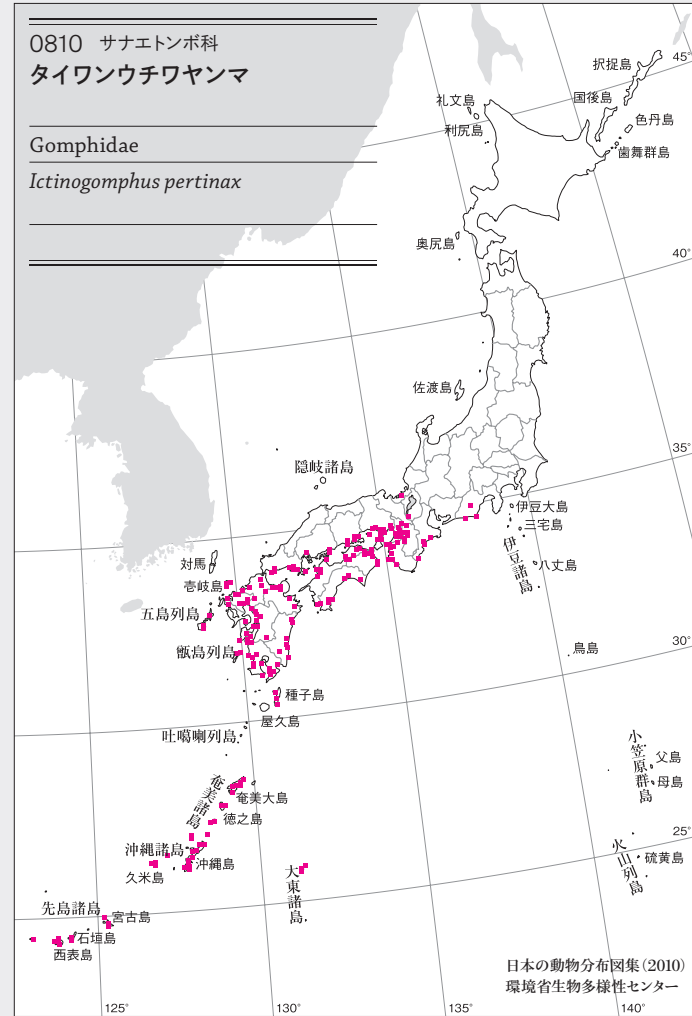 0810 サナエトンボ科
タイワンウチワヤンマ
Gomphidae
Ictinogomphus pertinax
択捉島
45°
国後島
礼文島
色丹島
利尻島
歯舞群島
奥尻島
40°
佐渡島
35°
隠岐諸島
伊豆大島
三宅島
伊豆諸島
対馬
八丈島
壱岐島
五島列島
甑島列島
鳥島
30°
種子島
屋久島
吐噶喇列島
小笠原群島
父島
母島
奄美諸島
奄美大島
徳之島
25°
沖縄諸島
沖縄島
火山列島
硫黄島
久米島
大東諸島
先島諸島
宮古島
石垣島
西表島
日本の動物分布図集(2010)
環境省生物多様性センター
125°
130°
135°
140°